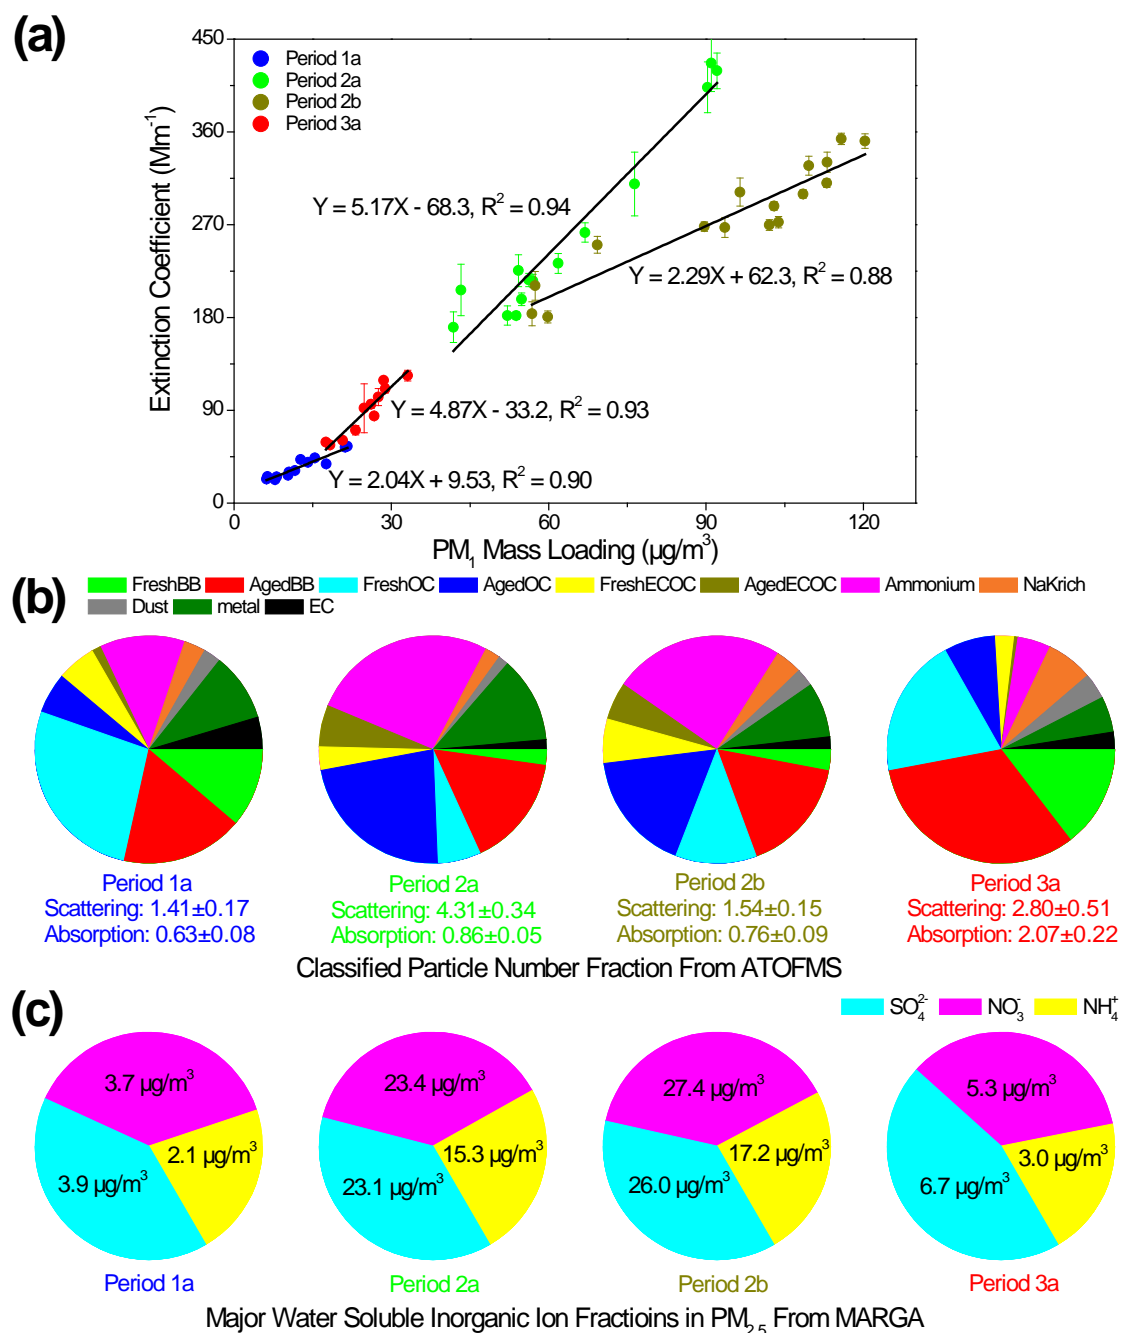 (a)
450
360
270
180
90
0
Extinction Coefficient (Mm⁻¹)
Period 1a
Period 2a
Period 2b
Period 3a
Y = 5.17X - 68.3, R² = 0.94
Y = 2.29X + 62.3, R² = 0.88
Y = 4.87X - 33.2, R² = 0.93
Y = 2.04X + 9.53, R² = 0.90
0 30 60 90 120
PM₁ Mass Loading (µg/m³)
(b)
FreshBB AgedBB FreshOC AgedOC FreshECOC AgedECOC Ammonium NaKrich
Dust metal EC
Period 1a
Scattering: 1.41±0.17
Absorption: 0.63±0.08
Period 2a
Scattering: 4.31±0.34
Absorption: 0.86±0.05
Period 2b
Scattering: 1.54±0.15
Absorption: 0.76±0.09
Period 3a
Scattering: 2.80±0.51
Absorption: 2.07±0.22
Classified Particle Number Fraction From ATOFMS
(c)
SO₄²⁻ NO₃⁻ NH₄⁺
3.7 µg/m³
2.1 µg/m³
3.9 µg/m³
Period 1a
23.4 µg/m³
15.3 µg/m³
23.1 µg/m³
Period 2a
27.4 µg/m³
17.2 µg/m³
26.0 µg/m³
Period 2b
5.3 µg/m³
3.0 µg/m³
6.7 µg/m³
Period 3a
Major Water Soluble Inorganic Ion Fractioins in PM₂.₅ From MARGA